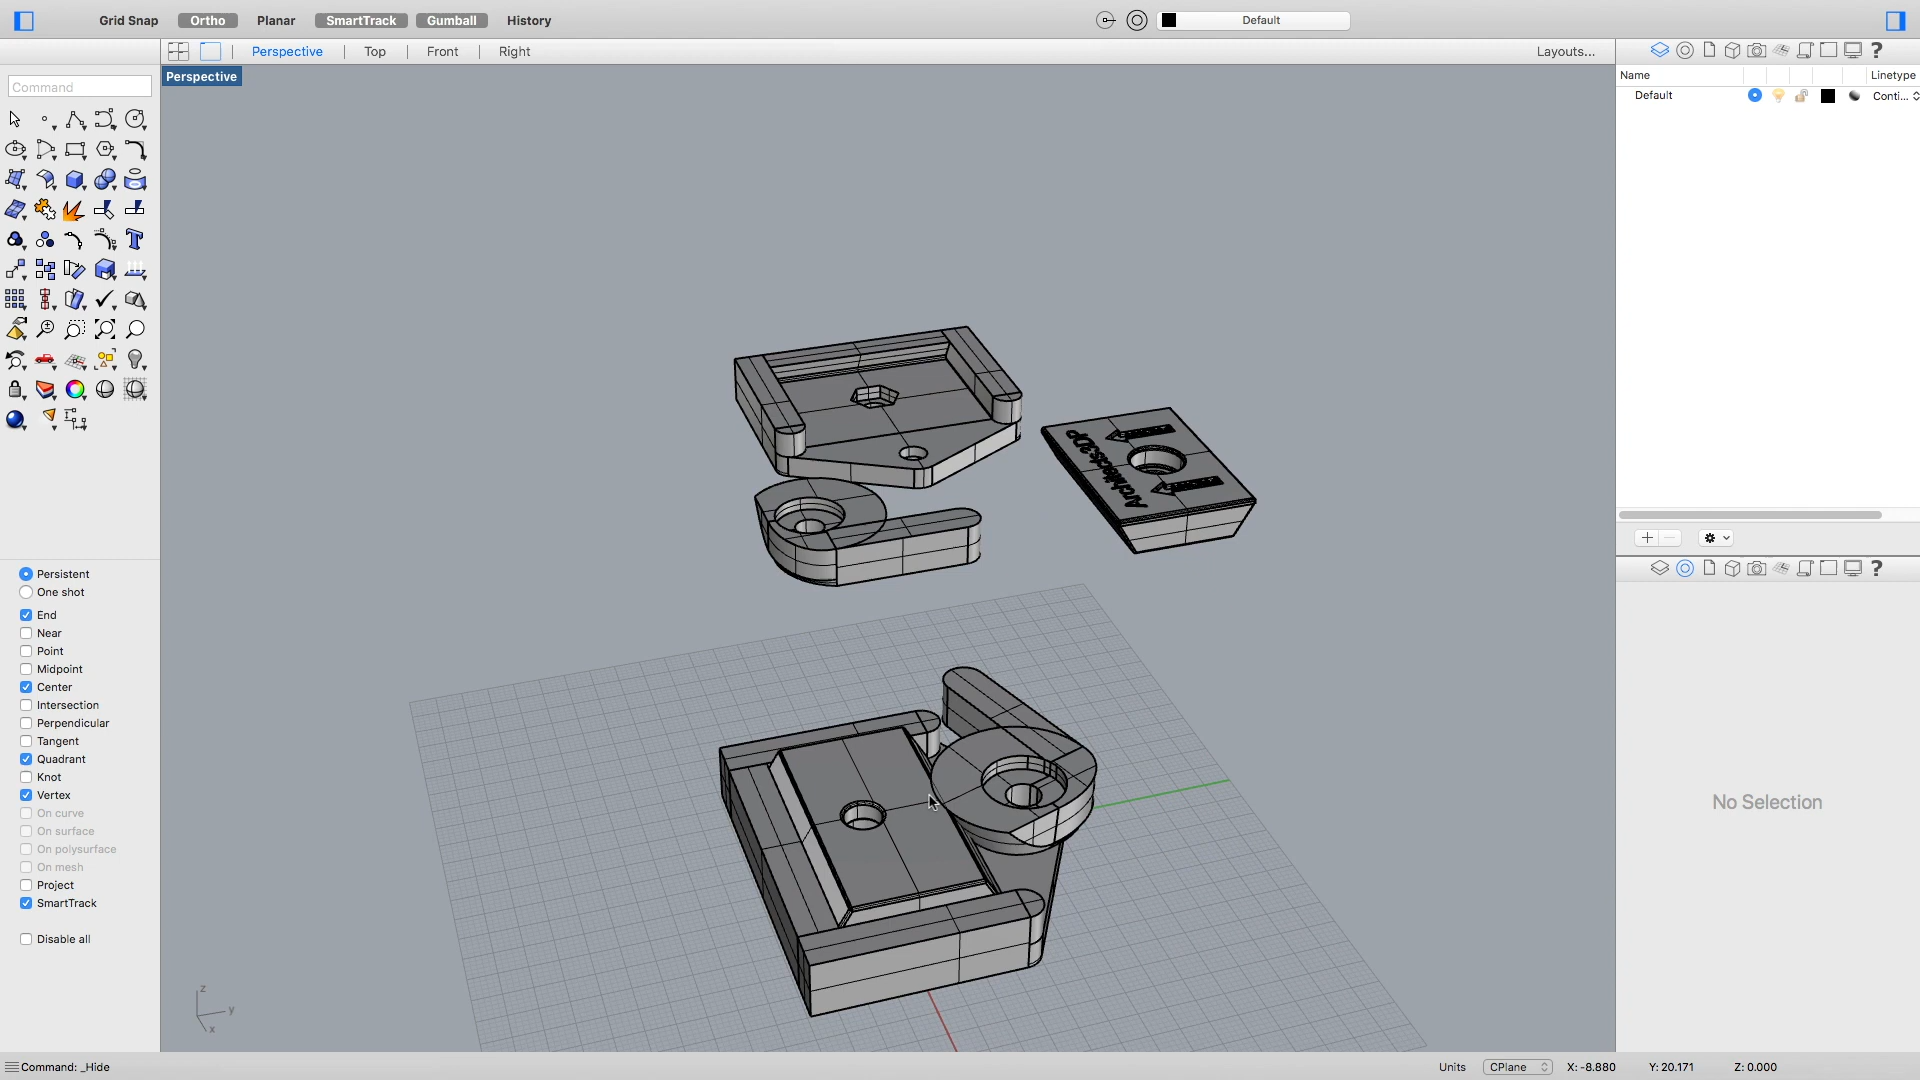 Grid Snap Ortho Planar SmartTrack Gumball History Default
Perspective Top Front Right Layouts...
Perspective
Command
Name Linetype
Default Conti...
Architects3DP
Persistent
One shot
End
Near
Point
Midpoint
Center
Intersection
Perpendicular
Tangent
Quadrant
Knot
Vertex
On curve
On surface
On polysurface
On mesh
Project
SmartTrack
Disable all
No Selection
z
y
x
Command: _Hide Units CPlane X: -8.880 Y: 20.171 Z: 0.000